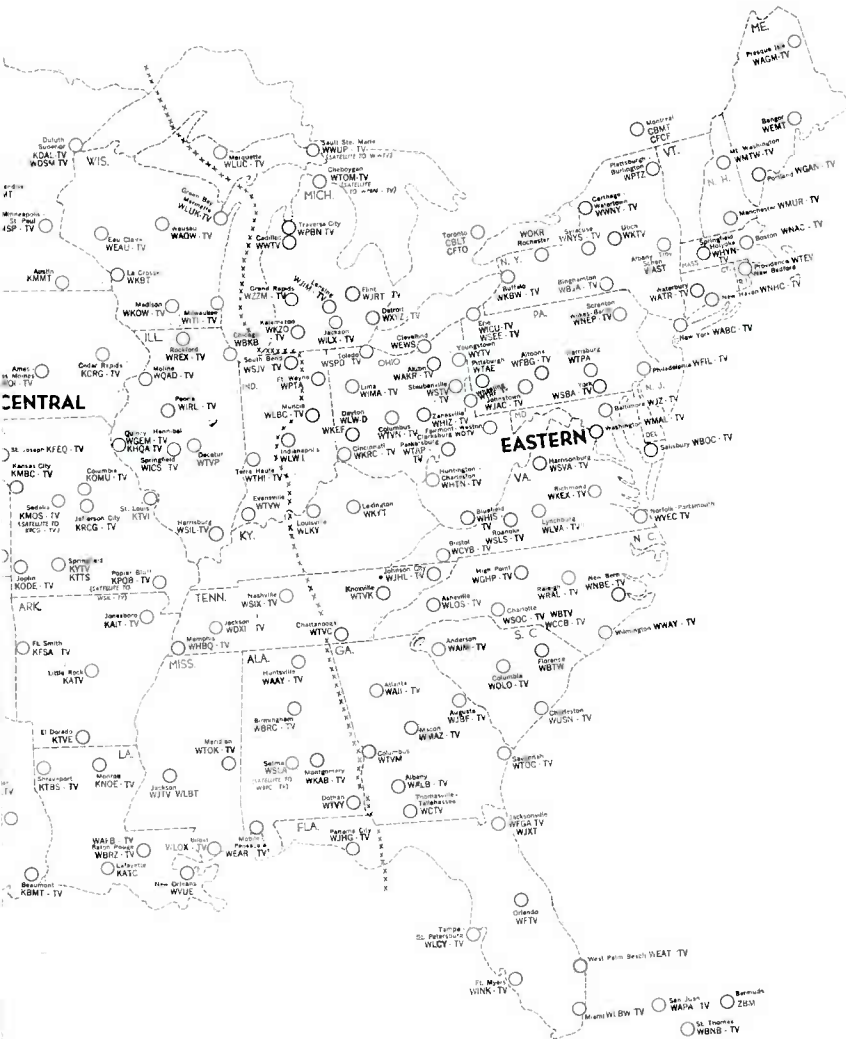 ME.
Presque Isle
WAGM-TV
Bangor
WEMT
Montreal
CBMT
CFCF
VT.
Plattsburgh
Burlington
WPTZ
Mt. Washington
WMTW-TV
N. H.
Portland WGAN-TV
Duluth
Superior
KDAL-TV
WDSM-TV
WIS.
Marquette
WLUC-TV
Sault Ste. Marie
WWUP-TV
Cheboygan
WTOM-TV
MICH.
Green Bay
Marinette
WLUK-TV
Minneapolis
St. Paul
Wausau
WAOW-TV
Eau Claire
WEAU-TV
Traverse City
WPBN TV
Cadillac
WWTV
Toronto
CBLT
CFTO
Carthage
Watertown
WWNY-TV
WOKR
Rochester
Syracuse
WNYS-TV
Utica
WKTV
Manchester WMUR-TV
Boston WNAC-TV
Springfield
Holyoke
MASS.
Albany Troy
WAST
N. Y.
Providence WTEV
New Bedford
Austin
KMMT
La Crosse
WKBT
Madison
WKOW-TV
Milwaukee
WITI-TV
Grand Rapids
WZZM-TV
Lansing
Flint
WJRT TV
Detroit
WXYZ-TV
Buffalo
WKBW-TV
Binghamton
WBJA-TV
Waterbury
WATR-TV
New Haven WNHC-TV
Kalamazoo
WKZO
Jackson
WILX-TV
PA.
Scranton
Wilkes-Barre
WNEP-TV
New York WABC-TV
Erie
WICU-TV
WSEE-TV
ILL.
Rockford
WREX-TV
Chicago
WBKB
South Bend
WSJV
Toledo
WSPD TV
OHIO
Cleveland
WEWS
Youngstown
WYTV
Pittsburgh
WTAE
Altoona
WFBG-TV
Harrisburg
WTPA
Philadelphia WFIL-TV
Cedar Rapids
KCRG-TV
Moline
WQAD-TV
IND.
Ft. Wayne
WPTA
Lima
WIMA-TV
Akron
WAKR-TV
Steubenville
WSTV
Johnstown
WJAC-TV
York
WSBA-TV
N. J.
CENTRAL
Peoria
WIRL-TV
Muncie
WLBC-TV
Dayton
WLW-D
WKEF
Columbus
WTVN-TV
Zanesville
WHIZ-TV
MD.
Baltimore WJZ-TV
Washington WMAL-TV
DEL.
EASTERN
Salisbury WBOC-TV
St. Joseph KFEQ-TV
Quincy Hannibal
WGEM-TV
KHQA TV
Springfield
WICS TV
Decatur
WTVP
Indianapolis
WLW-I
Cincinnati
WKRC-TV
Parkersburg
WTAP
TV
Kansas City
KMBC-TV
Columbia
KOMU-TV
Terre Haute
WTHI-TV
Huntington
Charleston
WHTN-TV
Harrisonburg
WSVA-TV
VA.
Richmond
WXEX-TV
Sedalia
KMOS-TV
Jefferson City
KRCG-TV
St. Louis
KTVI
Evansville
WTVW
Louisville
WLKY
Lexington
WKYT
Bluefield
WHIS
TV
Roanoke
WSLS-TV
Lynchburg
WLVA-TV
Norfolk Portsmouth
WVEC TV
Harrisburg
WSIL-TV
KY.
Bristol
WCYB-TV
N. C.
Joplin
KODE-TV
Springfield
KYTV
KTTS
Poplar Bluff
KPOB-TV
TENN.
Nashville
WSIX-TV
Knoxville
WTVK
Johnson City
WJHL-TV
High Point
WGHP-TV
Raleigh
WRAL-TV
New Bern
WNBE-TV
ARK.
Jonesboro
KAIT-TV
Jackson
WDXI TV
Asheville
WLOS-TV
Charlotte
WSOC-TV WBTV
WCCB-TV
Wilmington WWAY-TV
Ft. Smith
KFSA-TV
Memphis
WHBQ-TV
Chattanooga
WTVC
S. C.
Anderson
WAIM-TV
Florence
WBTW
Little Rock
KATV
MISS.
ALA.
GA.
Huntsville
WAAY-TV
Atlanta
WAII-TV
Columbia
WOLO-TV
Birmingham
WBRC-TV
Augusta
WJBF-TV
Charleston
WUSN-TV
El Dorado
KTVE
Meridian
WTOK-TV
Macon
WMAZ-TV
LA.
Shreveport
KTBS-TV
Monroe
KNOE-TV
Jackson
WJTV WLBT
Selma
WSLA
Montgomery
WKAB-TV
Columbus
WTVM
Savannah
WTOC-TV
Albany
WALB-TV
Dothan
WTVY
Thomasville-
Tallahassee
WCTV
FLA.
Panama City
WJHG-TV
Jacksonville
WFGA TV
WJXT
WAFB TV
Baton Rouge
WBRZ-TV
Biloxi
WLOX-TV
Mobile
Pensacola
WEAR-TV
Beaumont
KBMT-TV
Lafayette
KATC
New Orleans
WVUE
Orlando
WFTV
Tampa-
St. Petersburg
WLCY-TV
West Palm Beach WEAT-TV
Ft. Myers
WINK-TV
Miami WLBW-TV
San Juan
WAPA TV
Bermuda
ZBM
St. Thomas
WBNB-TV